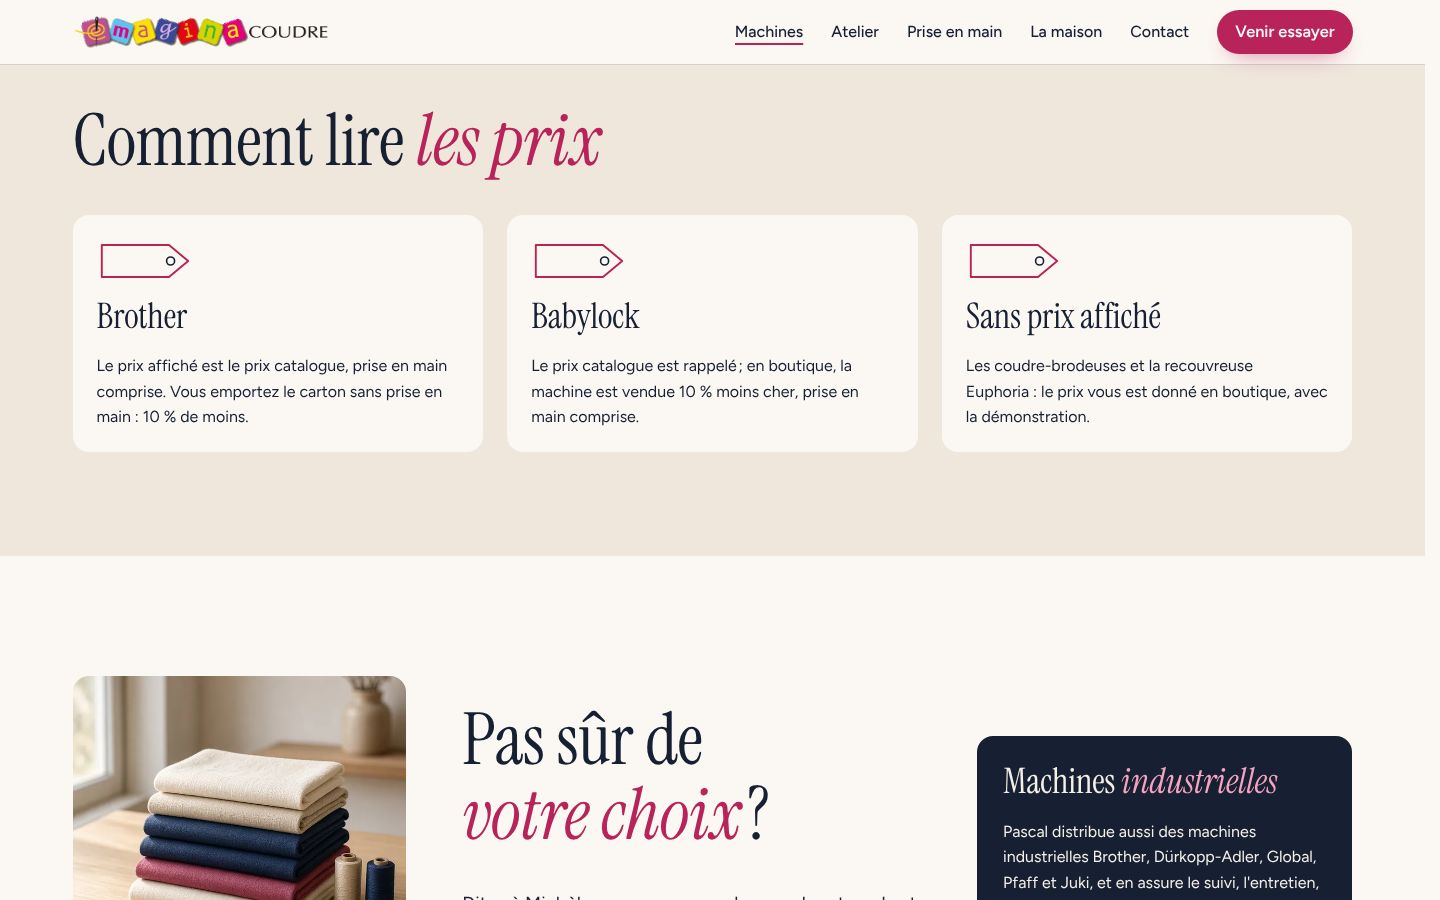 emagina COUDRE
Machines
Atelier
Prise en main
La maison
Contact
Venir essayer
Comment lire les prix
Brother
Le prix affiché est le prix catalogue, prise en main
comprise. Vous emportez le carton sans prise en
main : 10 % de moins.
Babylock
Le prix catalogue est rappelé ; en boutique, la
machine est vendue 10 % moins cher, prise en
main comprise.
Sans prix affiché
Les coudre-brodeuses et la recouvreuse
Euphoria : le prix vous est donné en boutique, avec
la démonstration.
Pas sûr de
votre choix ?
Machines industrielles
Pascal distribue aussi des machines
industrielles Brother, Dürkopp-Adler, Global,
Pfaff et Juki, et en assure le suivi, l'entretien,